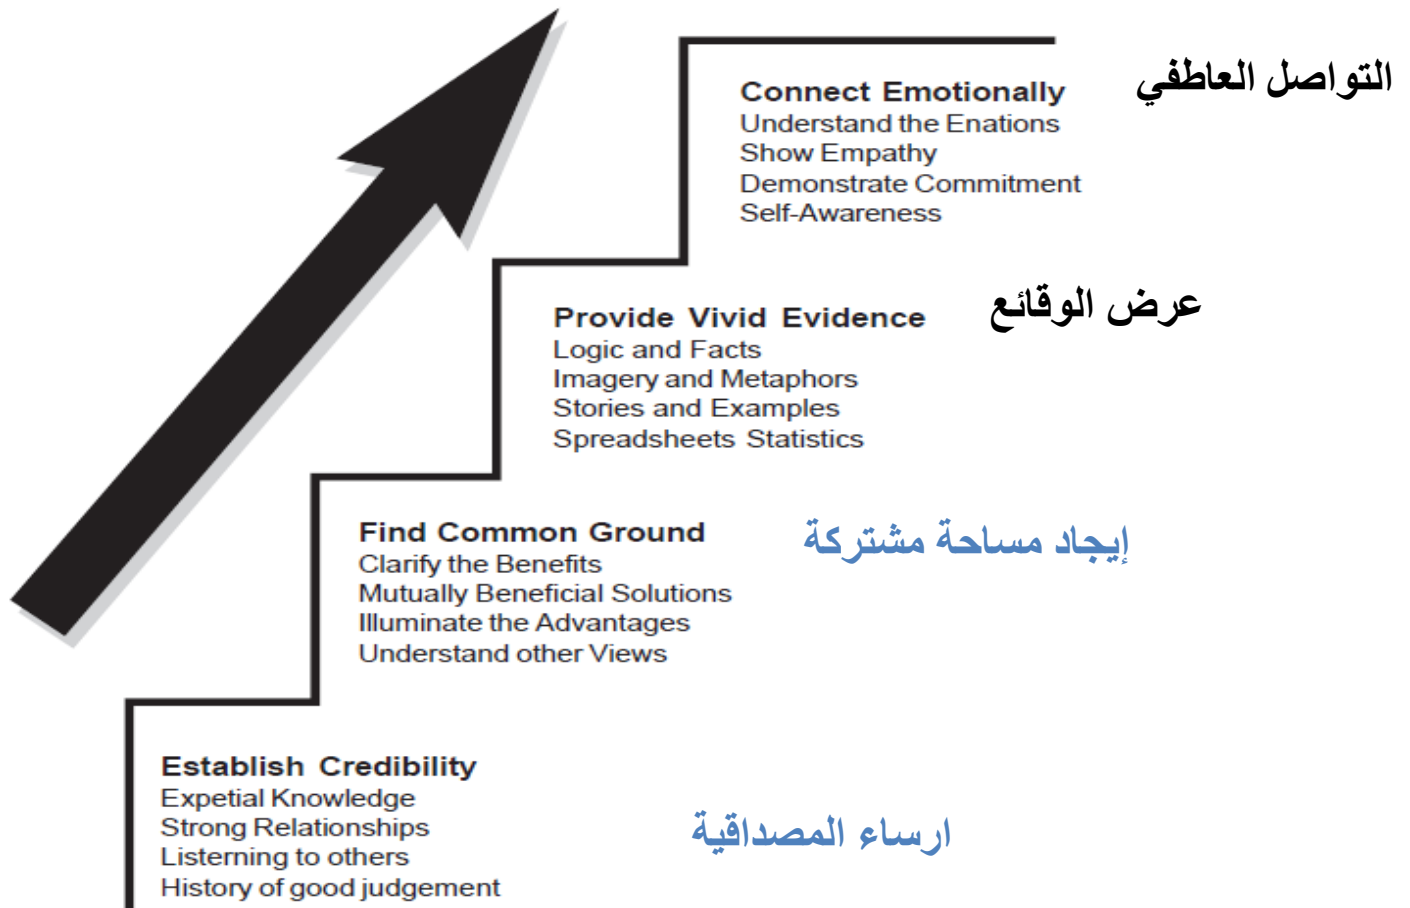 Connect Emotionally
التواصل العاطفي
Understand the Enations
Show Empathy
Demonstrate Commitment
Self-Awareness
Provide Vivid Evidence
عرض الوقائع
Logic and Facts
Imagery and Metaphors
Stories and Examples
Spreadsheets Statistics
Find Common Ground
إيجاد مساحة مشتركة
Clarify the Benefits
Mutually Beneficial Solutions
Illuminate the Advantages
Understand other Views
Establish Credibility
Expetial Knowledge
Strong Relationships
ارساء المصداقية
Listerning to others
History of good judgement